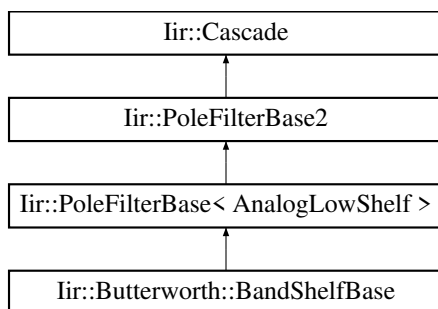 Iir::Cascade
Iir::PoleFilterBase2
Iir::PoleFilterBase< AnalogLowShelf >
Iir::Butterworth::BandShelfBase